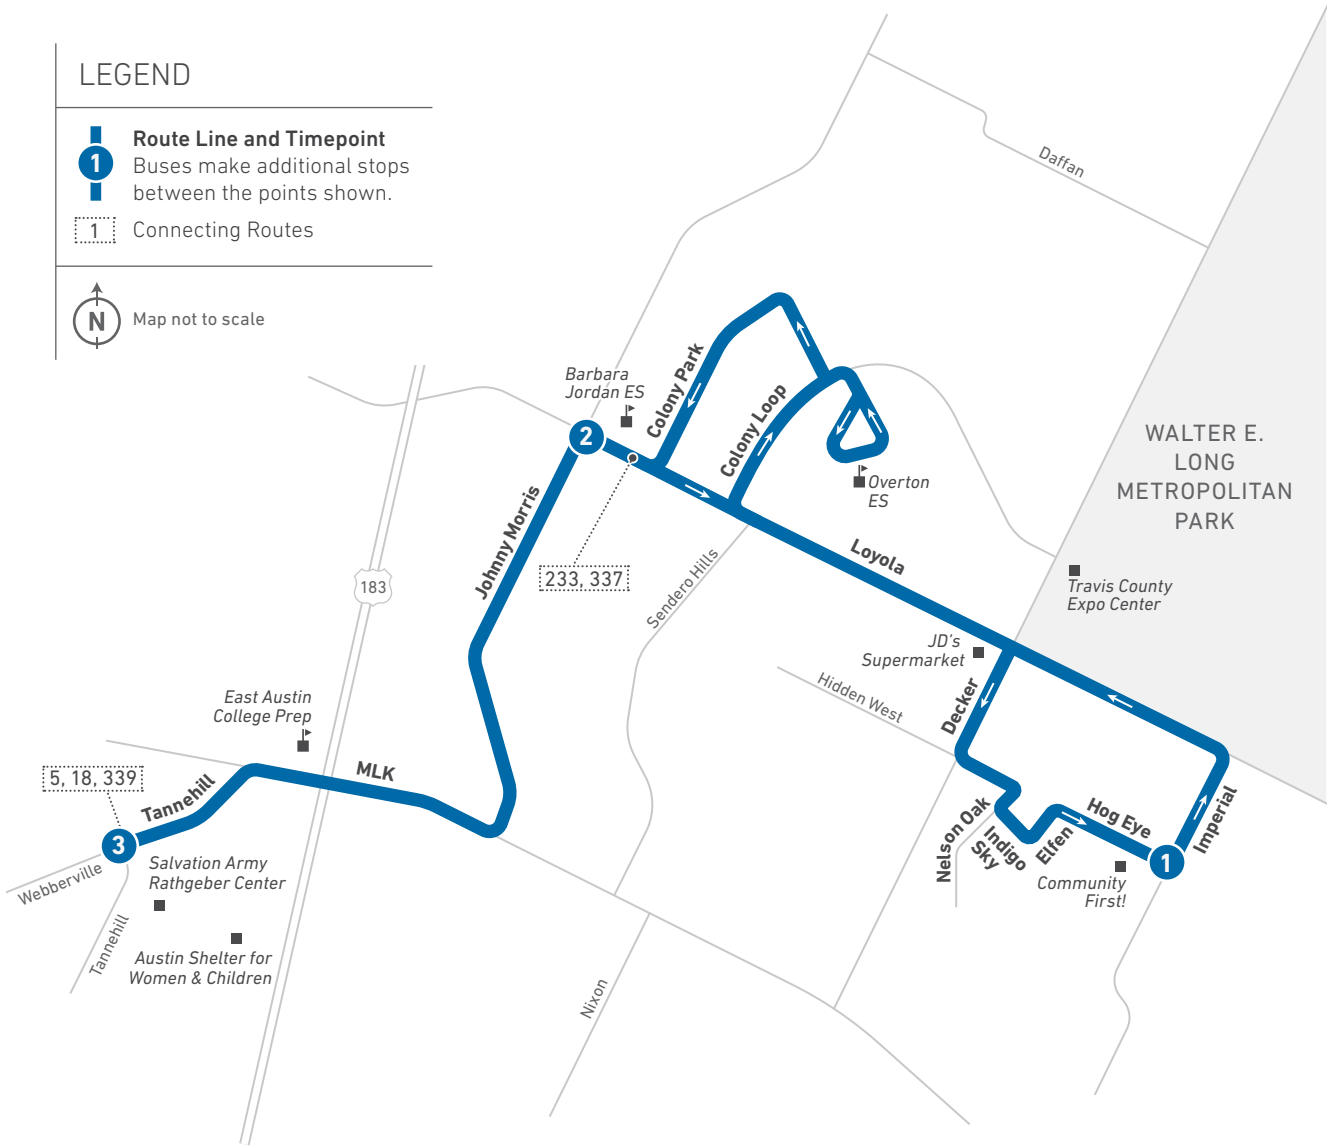 LEGEND
1
Route Line and Timepoint
Buses make additional stops
between the points shown.
1
Connecting Routes
N
Map not to scale
Daffan
Barbara
Jordan ES
Colony Park
Colony Loop
2
Overton
ES
WALTER E.
LONG
METROPOLITAN
PARK
Johnny Morris
233, 337
183
Sendero Hills
Loyola
Travis County
Expo Center
JD's
Supermarket
Hidden West
Decker
East Austin
College Prep
5, 18, 339
Tannehill
MLK
3
Webberville
Tannehill
Salvation Army
Rathgeber Center
Austin Shelter for
Women & Children
Nelson Oak
Indigo
Sky
Elfen
Hog Eye
Imperial
1
Community
First!
Nixon